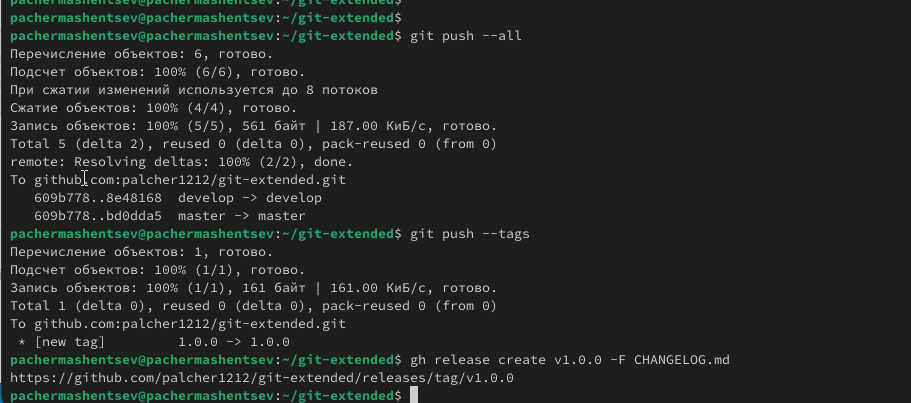 pachermashentsev@pachermashentsev:~/git-extended$
pachermashentsev@pachermashentsev:~/git-extended$
pachermashentsev@pachermashentsev:~/git-extended$ git push --all
Перечисление объектов: 6, готово.
Подсчет объектов: 100% (6/6), готово.
При сжатии изменений используется до 8 потоков
Сжатие объектов: 100% (4/4), готово.
Запись объектов: 100% (5/5), 561 байт | 187.00 КиБ/с, готово.
Total 5 (delta 2), reused 0 (delta 0), pack-reused 0 (from 0)
remote: Resolving deltas: 100% (2/2), done.
To github.com:palcher1212/git-extended.git
   609b778..8e48168  develop -> develop
   609b778..bd0dda5  master -> master
pachermashentsev@pachermashentsev:~/git-extended$ git push --tags
Перечисление объектов: 1, готово.
Подсчет объектов: 100% (1/1), готово.
Запись объектов: 100% (1/1), 161 байт | 161.00 КиБ/с, готово.
Total 1 (delta 0), reused 0 (delta 0), pack-reused 0 (from 0)
To github.com:palcher1212/git-extended.git
 * [new tag]         1.0.0 -> 1.0.0
pachermashentsev@pachermashentsev:~/git-extended$ gh release create v1.0.0 -F CHANGELOG.md
https://github.com/palcher1212/git-extended/releases/tag/v1.0.0
pachermashentsev@pachermashentsev:~/git-extended$